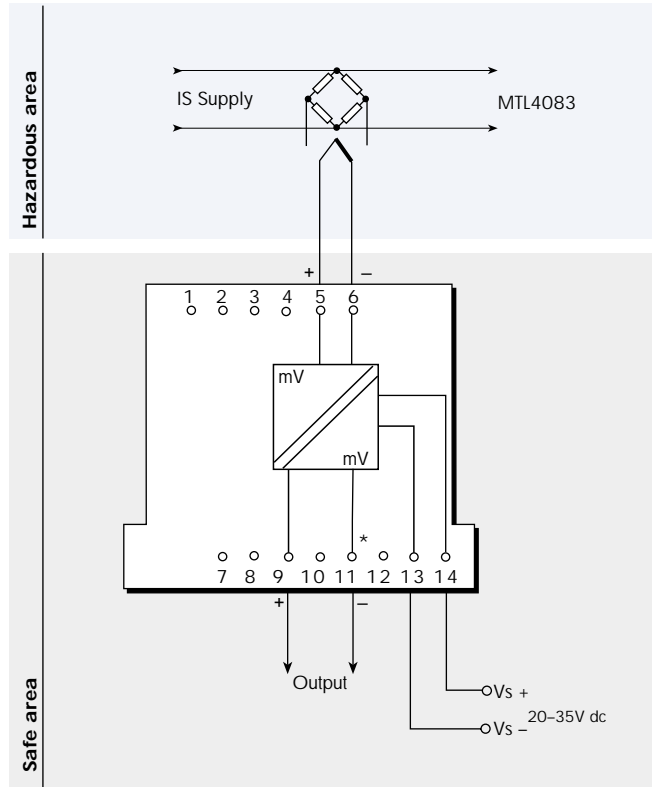 Hazardous area
IS Supply
MTL4083
+ –
1 2 3 4 5 6
mV
mV
*
7 8 9 10 11 12 13 14
+ –
Output
Vs +
20–35V dc
Vs –
Safe area